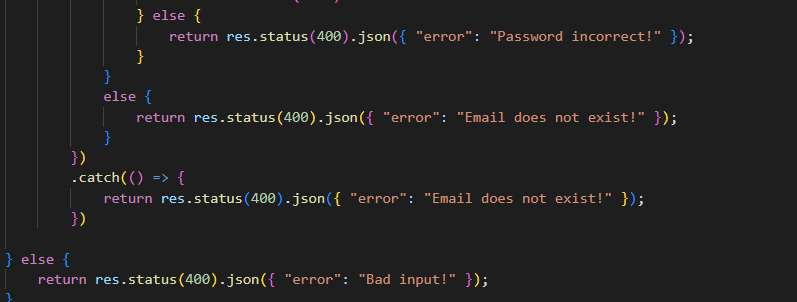 } else {
return res.status(400).json({ "error": "Password incorrect!" });
}
}
else {
return res.status(400).json({ "error": "Email does not exist!" });
}
})
.catch(() => {
return res.status(400).json({ "error": "Email does not exist!" });
})
} else {
return res.status(400).json({ "error": "Bad input!" });
}